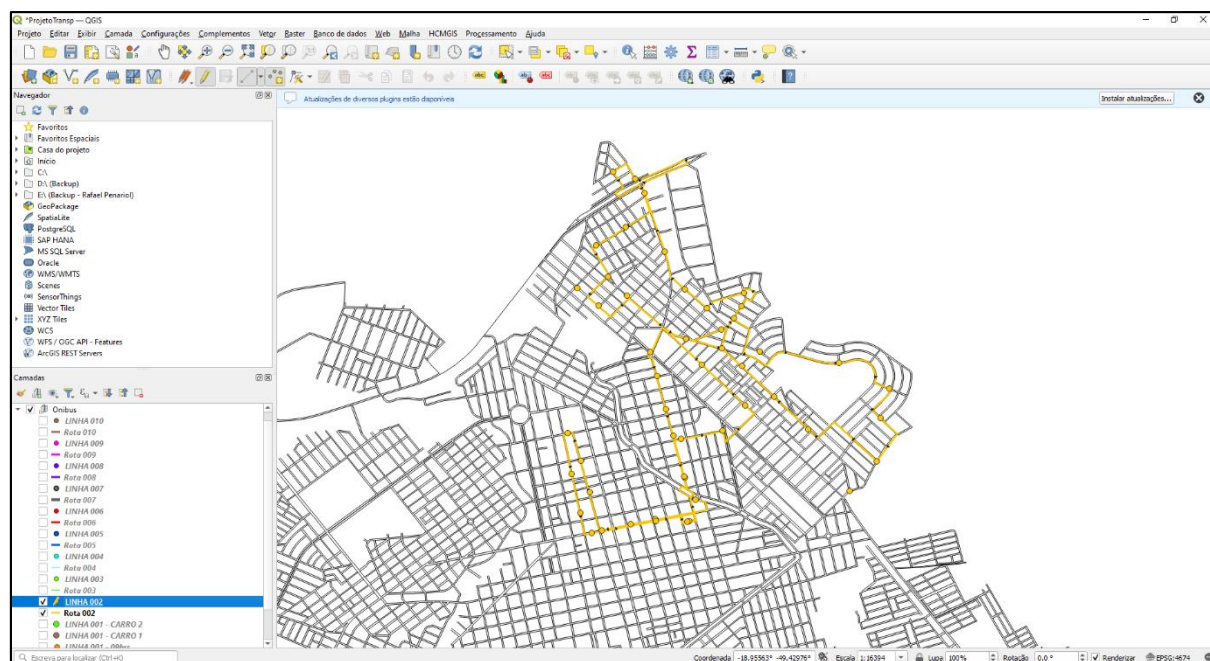 *ProjetoTransp — QGIS
Projeto Editar Exibir Camada Configurações Complementos Vetor Raster Banco de dados Web Malha HCMGIS Processamento Ajuda
Navegador
Atualizações de diversos plugins estão disponíveis
Instalar atualizações...
Favoritos
Favoritos Espaciais
Casa do projeto
Início
C:\
D:\ (Backup)
E:\ (Backup - Rafael Penariol)
GeoPackage
SpatiaLite
PostgreSQL
SAP HANA
MS SQL Server
Oracle
WMS/WMTS
Scenes
SensorThings
Vector Tiles
XYZ Tiles
WCS
WFS / OGC API - Features
ArcGIS REST Servers
Camadas
Onibus
LINHA 010
Rota 010
LINHA 009
Rota 009
LINHA 008
Rota 008
LINHA 007
Rota 007
LINHA 006
Rota 006
LINHA 005
Rota 005
LINHA 004
Rota 004
LINHA 003
Rota 003
LINHA 002
Rota 002
LINHA 001 - CARRO 2
LINHA 001 - CARRO 1
LINHA 001 - 09hrs
Escreva para localizar (Ctrl+K)
Coordenada -18.95563° -49.42976° Escala 1:16394 Lupa 100% Rotação 0,0 ° Renderizar EPSG:4674